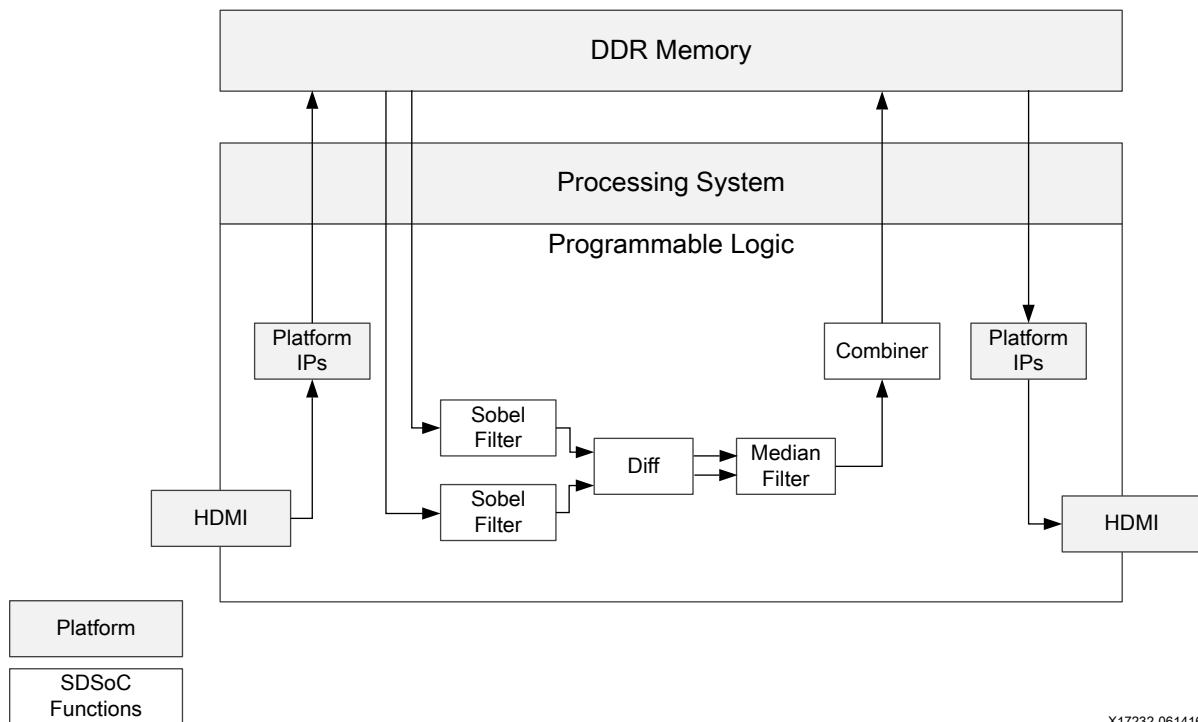 DDR Memory
Processing System
Programmable Logic
Platform
IPs
Combiner
Platform
IPs
Sobel
Filter
Diff
Median
Filter
Sobel
Filter
HDMI
HDMI
Platform
SDSoC
Functions